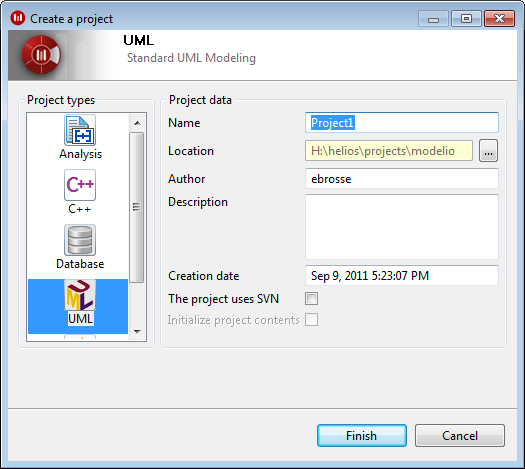 Create a project
UML
Standard UML Modeling
Project types
Analysis
C++
Database
UML
Project data
Name
Project1
Location
H:\helios\projects\modelio
...
Author
ebrosse
Description
Creation date
Sep 9, 2011 5:23:07 PM
The project uses SVN
Initialize project contents
Finish
Cancel